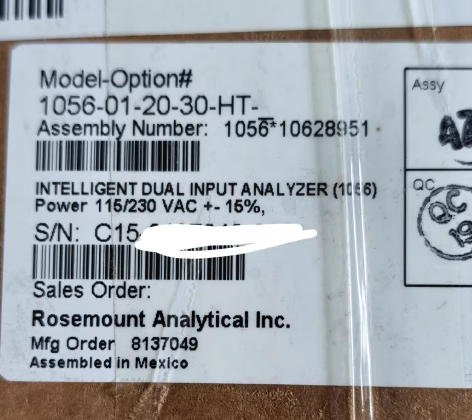 Model-Option#
1056-01-20-30-HT-
Assembly Number: 1056*10628951
INTELLIGENT DUAL INPUT ANALYZER (1056)
Power 115/230 VAC +- 15%,
S/N: C15-
Sales Order:
Rosemount Analytical Inc.
Mfg Order 8137049
Assembled in Mexico
Assy
QC
QC